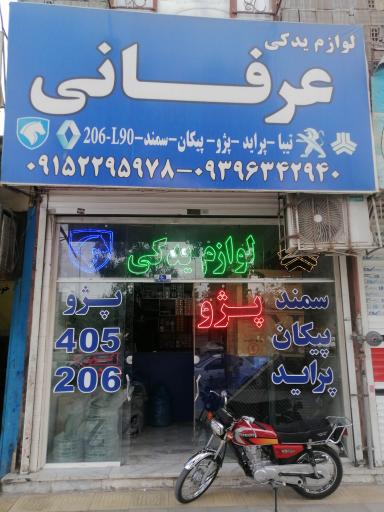 لوازم یدکی
عرفانی
تیبا-پراید-پژو-پیکان-سمند-L90-206
۰۹۱۵۲۲۹۵۹۷۸-۰۹۳۹۶۳۴۲۹۴۰
لوازم یدکی
سمند
پیکان
پراید
پژو
پژو
405
206